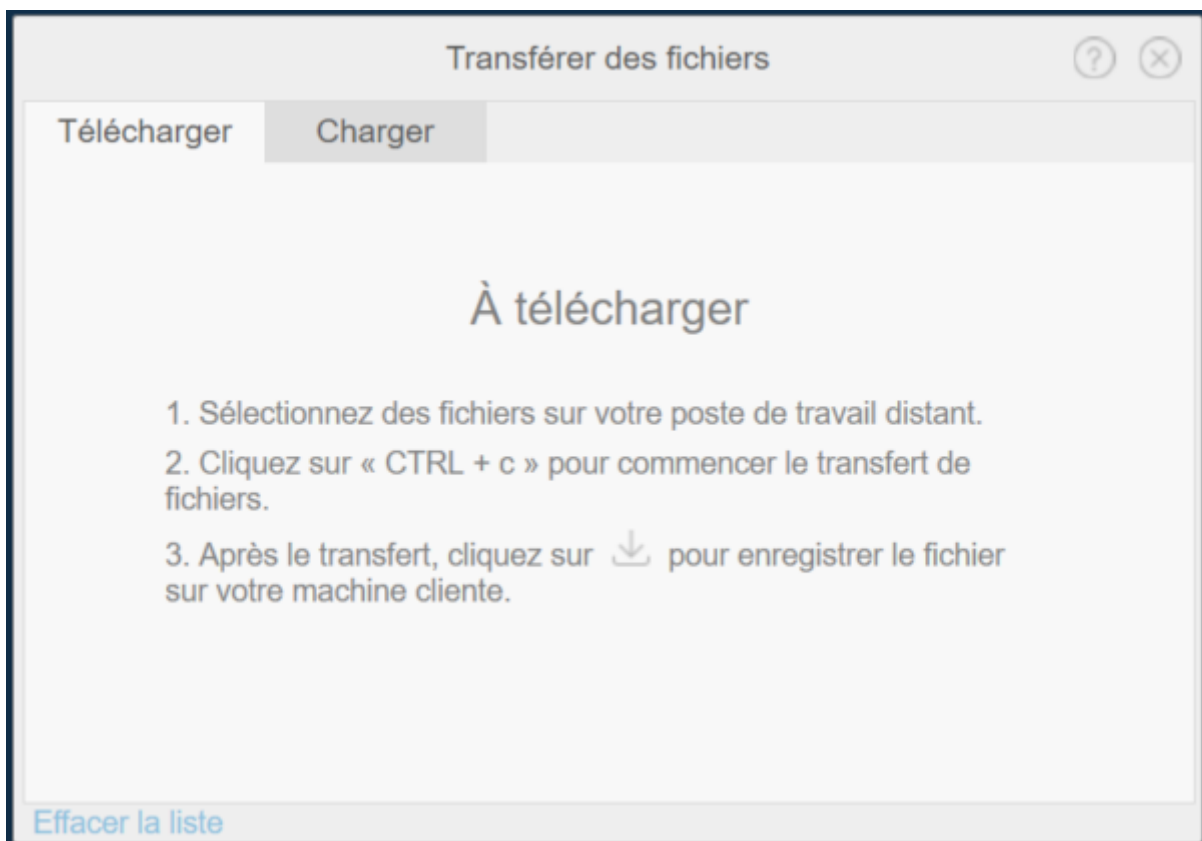 Transférer des fichiers
Télécharger
Charger
À télécharger
1. Sélectionnez des fichiers sur votre poste de travail distant.
2. Cliquez sur « CTRL + c » pour commencer le transfert de
fichiers.
3. Après le transfert, cliquez sur pour enregistrer le fichier
sur votre machine cliente.
Effacer la liste